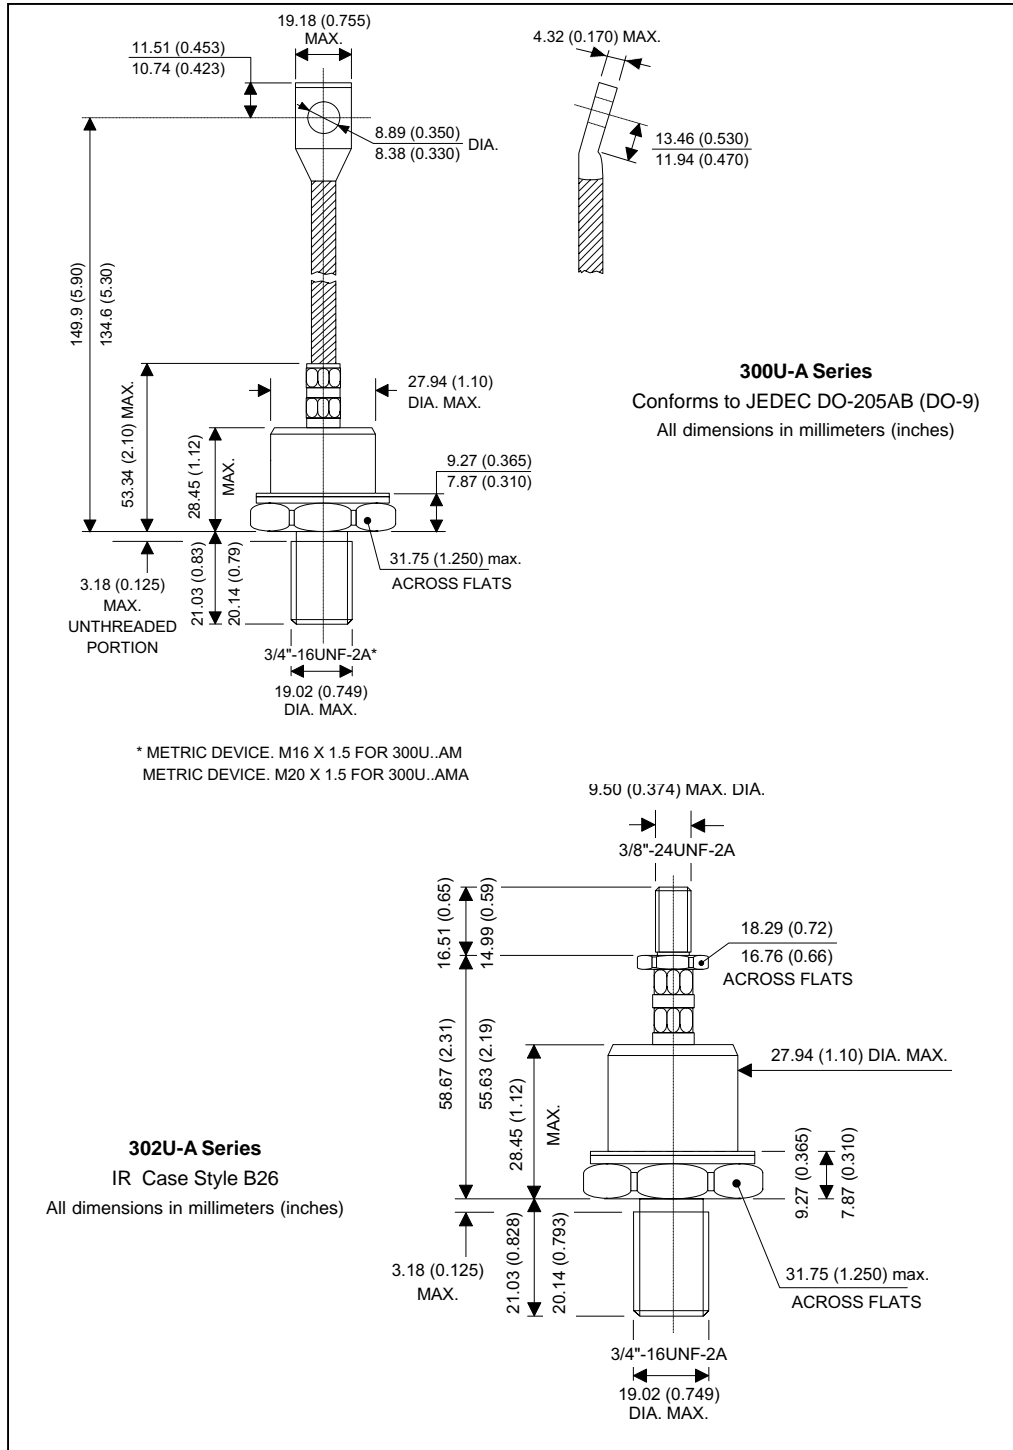 19.18 (0.755)
MAX.
4.32 (0.170) MAX.
11.51 (0.453)
10.74 (0.423)
8.89 (0.350)
8.38 (0.330)
DIA.
13.46 (0.530)
11.94 (0.470)
149.9 (5.90)
134.6 (5.30)
53.34 (2.10) MAX.
28.45 (1.12)
MAX.
27.94 (1.10)
DIA. MAX.
9.27 (0.365)
7.87 (0.310)
300U-A Series
Conforms to JEDEC DO-205AB (DO-9)
All dimensions in millimeters (inches)
3.18 (0.125)
MAX.
UNTHREADED
PORTION
21.03 (0.83)
20.14 (0.79)
31.75 (1.250) max.
ACROSS FLATS
3/4"-16UNF-2A*
19.02 (0.749)
DIA. MAX.
* METRIC DEVICE. M16 X 1.5 FOR 300U..AM
METRIC DEVICE. M20 X 1.5 FOR 300U..AMA
9.50 (0.374) MAX. DIA.
3/8"-24UNF-2A
16.51 (0.65)
14.99 (0.59)
18.29 (0.72)
16.76 (0.66)
ACROSS FLATS
58.67 (2.31)
55.63 (2.19)
28.45 (1.12)
MAX.
27.94 (1.10) DIA. MAX.
9.27 (0.365)
7.87 (0.310)
302U-A Series
IR Case Style B26
All dimensions in millimeters (inches)
3.18 (0.125)
MAX.
21.03 (0.828)
20.14 (0.793)
31.75 (1.250) max.
ACROSS FLATS
3/4"-16UNF-2A
19.02 (0.749)
DIA. MAX.